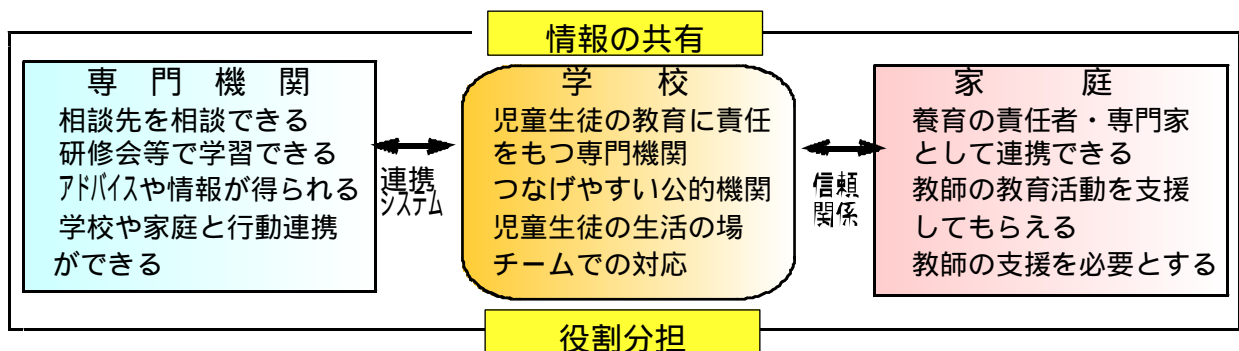 情報の共有
専門機関
相談先を相談できる
研修会等で学習できる
ｱﾄﾞﾊﾞｲｽや情報が得られる
学校や家庭と行動連携
ができる
連携
システム
学校
児童生徒の教育に責任
をもつ専門機関
つなげやすい公的機関
児童生徒の生活の場
チームでの対応
信頼
関係
家庭
養育の責任者・専門家
として連携できる
教師の教育活動を支援
してもらえる
教師の支援を必要とする
役割分担